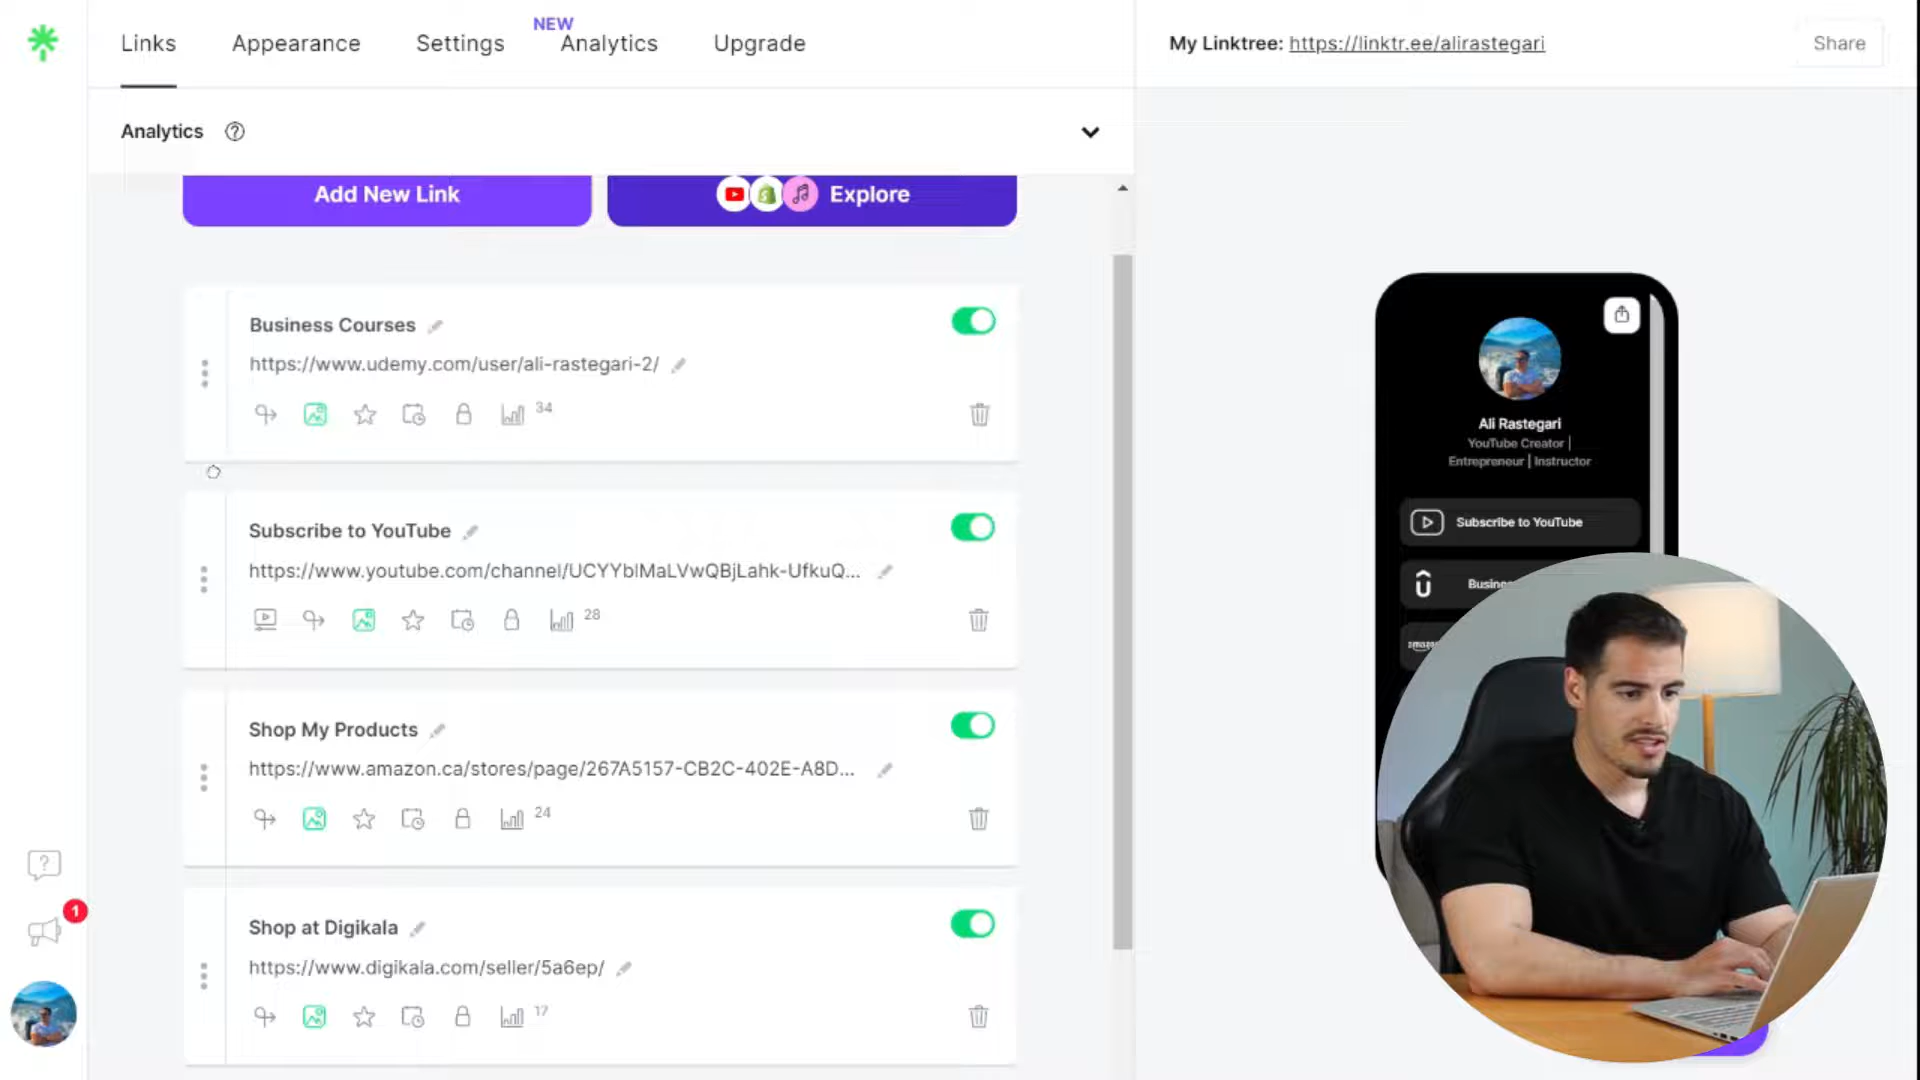 Links
Appearance
Settings
NEW
Analytics
Upgrade
My Linktree: https://linktr.ee/alirastegari
Share
Analytics
Add New Link
Explore
Business Courses
https://www.udemy.com/user/ali-rastegari-2/
34
Subscribe to YouTube
https://www.youtube.com/channel/UCYYblMaLVwQBjLahk-UfkuQ...
28
Shop My Products
https://www.amazon.ca/stores/page/267A5157-CB2C-402E-A8D...
24
Shop at Digikala
https://www.digikala.com/seller/5a6ep/
17
1
Ali Rastegari
YouTube Creator |
Entrepreneur | Instructor
Subscribe to YouTube